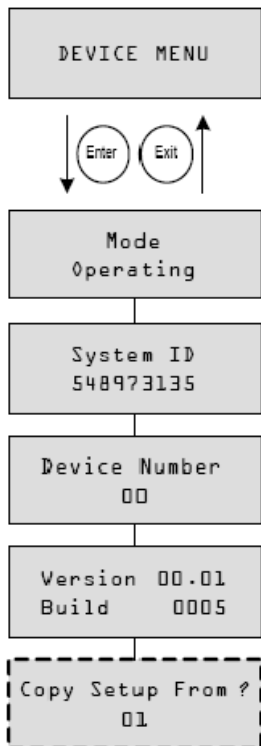 DEVICE MENU
Enter Exit
Mode
Operating
System ID
548973135
Device Number
00
Version 00.01
Build 0005
Copy Setup From ?
01